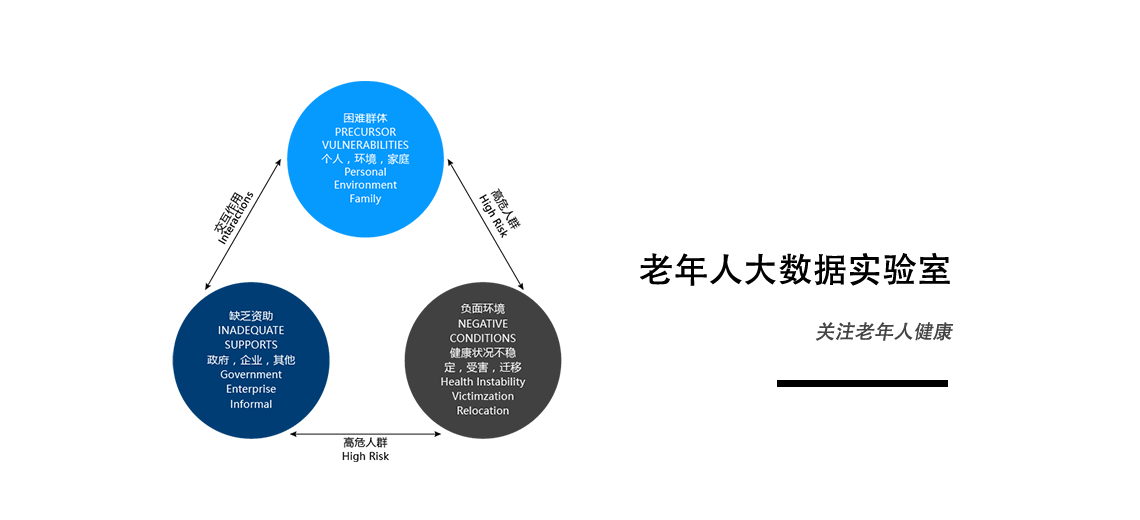 困难群体
PRECURSOR
VULNERABILITIES
个人，环境，家庭
Personal
Environment
Family
交互作用
Interactions
高危人群
High Risk
缺乏资助
INADEQUATE
SUPPORTS
政府，企业，其他
Government
Enterprise
Informal
负面环境
NEGATIVE
CONDITIONS
健康状况不稳
定，受害，迁移
Health Instability
Victimzation
Relocation
高危人群
High Risk
老年人大数据实验室
关注老年人健康